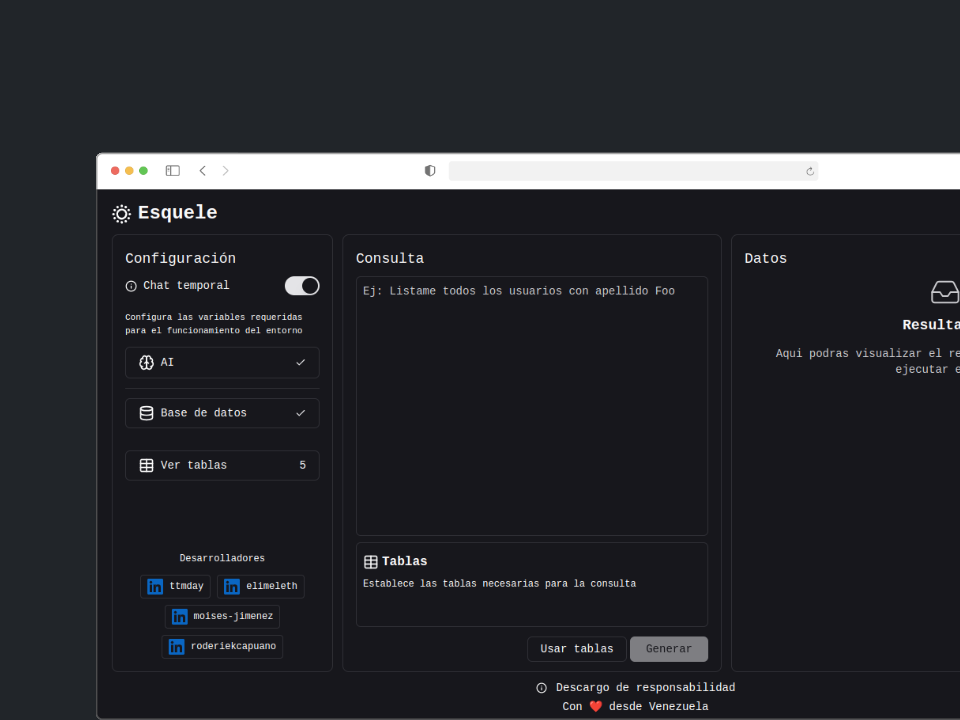 Esquele
Configuración
Chat temporal
Configura las variables requeridas
para el funcionamiento del entorno
AI
Base de datos
Ver tablas 5
Desarrolladores
ttmday elimeleth
moises-jimenez
roderiekcapuano
Consulta
Ej: Listame todos los usuarios con apellido Foo
Tablas
Establece las tablas necesarias para la consulta
Usar tablas Generar
Datos
Resulta
Aqui podras visualizar el re
ejecutar e
Descargo de responsabilidad
Con ❤️ desde Venezuela